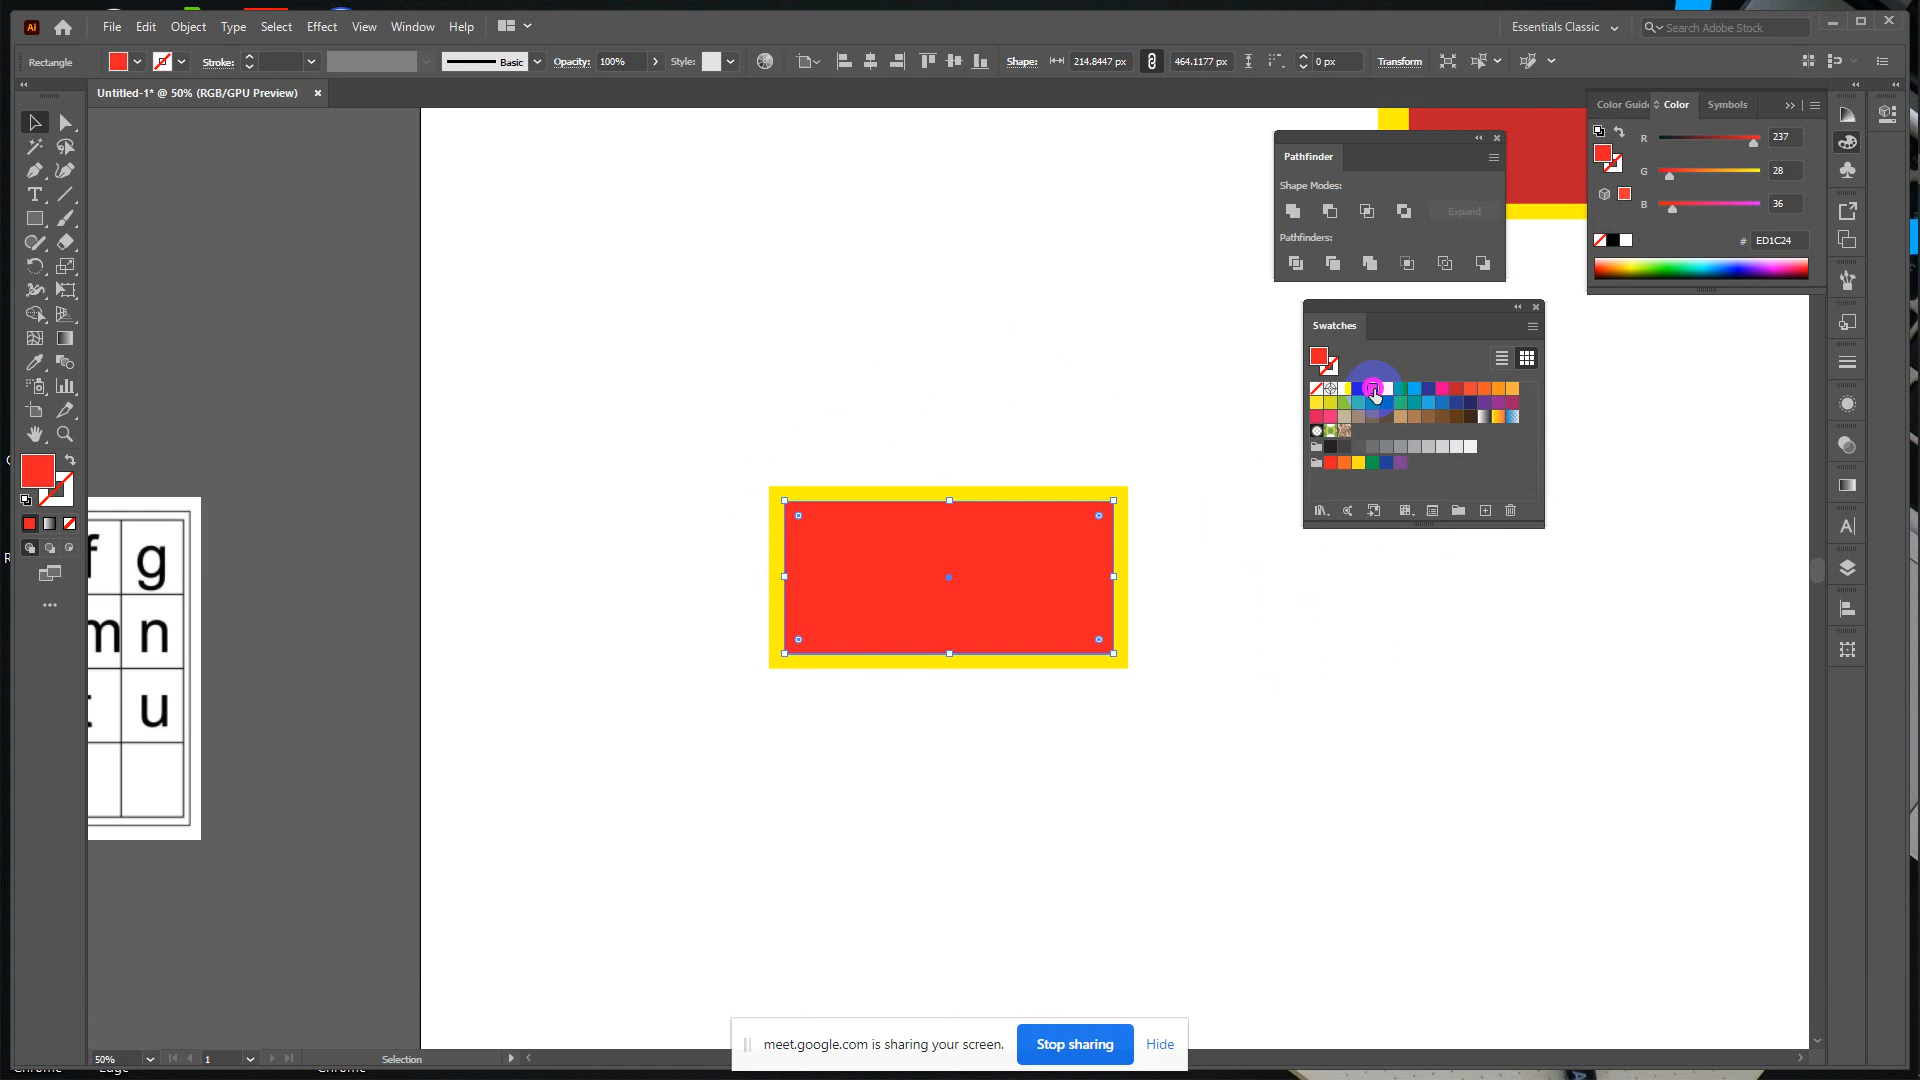 Ai File Edit Object Type Select Effect View Window Help Essentials Classic Search Adobe Stock
Rectangle Stroke: Basic Opacity: 100% Style: Shape: 214.8447 px 464.1177 px 0 px Transform
Untitled-1* @ 50% (RGB/GPU Preview) ×
Color Guide Color Symbols
R 237
G 28
B 36
# ED1C24
Pathfinder
Shape Modes:
Expand
Pathfinders:
Swatches
f g
m n
t u
50% 1 Selection
meet.google.com is sharing your screen. Stop sharing Hide